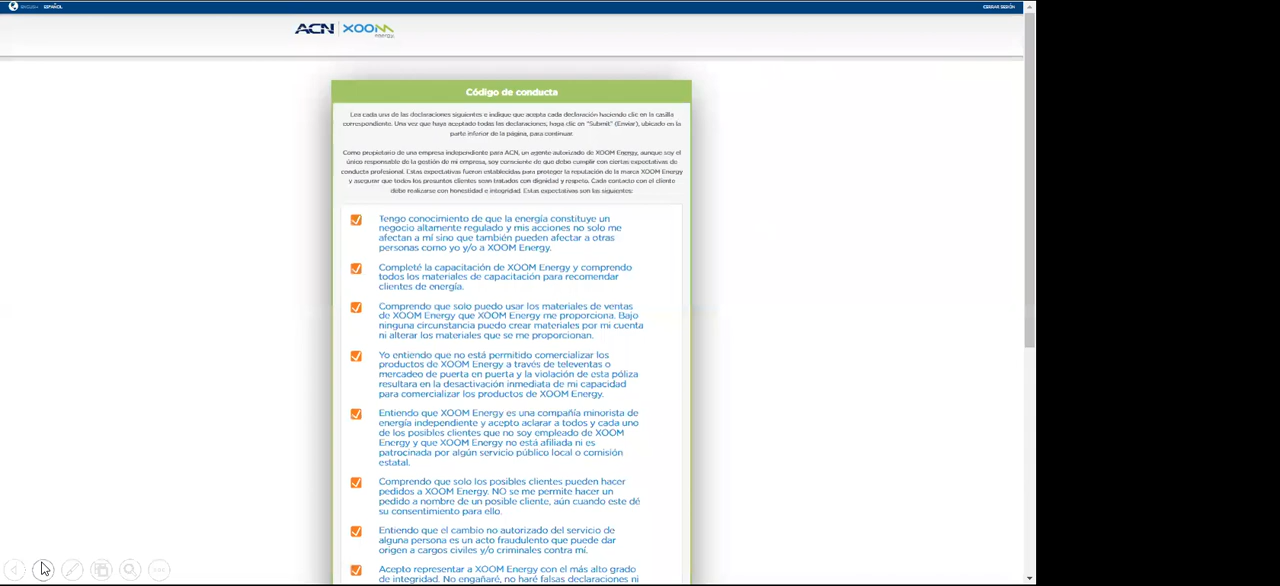 ENGLISH ESPAÑOL
CERRAR SESIÓN
ACN XOOM
energy.
Código de conducta
Lea cada una de las declaraciones siguientes e indique que acepta cada declaración haciendo clic en la casilla
correspondiente. Una vez que haya aceptado todas las declaraciones, haga clic en "Submit" (Enviar), ubicado en la
parte inferior de la página, para continuar.
Como propietario de una empresa independiente para ACN, un agente autorizado de XOOM Energy, aunque soy el
único responsable de la gestión de mi empresa, soy consciente de que debo cumplir con ciertas expectativas de
conducta profesional. Estas expectativas fueron establecidas para proteger la reputación de la marca XOOM Energy
y asegurar que todos los presuntos clientes sean tratados con dignidad y respeto. Cada contacto con el cliente
debe realizarse con honestidad e integridad. Estas expectativas son las siguientes:
Tengo conocimiento de que la energía constituye un
negocio altamente regulado y mis acciones no solo me
afectan a mí sino que también pueden afectar a otras
personas como yo y/o a XOOM Energy.
Completé la capacitación de XOOM Energy y comprendo
todos los materiales de capacitación para recomendar
clientes de energía.
Comprendo que solo puedo usar los materiales de ventas
de XOOM Energy que XOOM Energy me proporciona. Bajo
ninguna circunstancia puedo crear materiales por mi cuenta
ni alterar los materiales que se me proporcionan.
Yo entiendo que no está permitido comercializar los
productos de XOOM Energy a través de televentas o
mercadeo de puerta en puerta y la violación de esta póliza
resultara en la desactivación inmediata de mi capacidad
para comercializar los productos de XOOM Energy.
Entiendo que XOOM Energy es una compañía minorista de
energía independiente y acepto aclarar a todos y cada uno
de los posibles clientes que no soy empleado de XOOM
Energy y que XOOM Energy no está afiliada ni es
patrocinada por algún servicio público local o comisión
estatal.
Comprendo que solo los posibles clientes pueden hacer
pedidos a XOOM Energy. NO se me permite hacer un
pedido a nombre de un posible cliente, aún cuando este dé
su consentimiento para ello.
Entiendo que el cambio no autorizado del servicio de
alguna persona es un acto fraudulento que puede dar
origen a cargos civiles y/o criminales contra mí.
Acepto representar a XOOM Energy con el más alto grado
de integridad. No engañaré, no haré falsas declaraciones ni